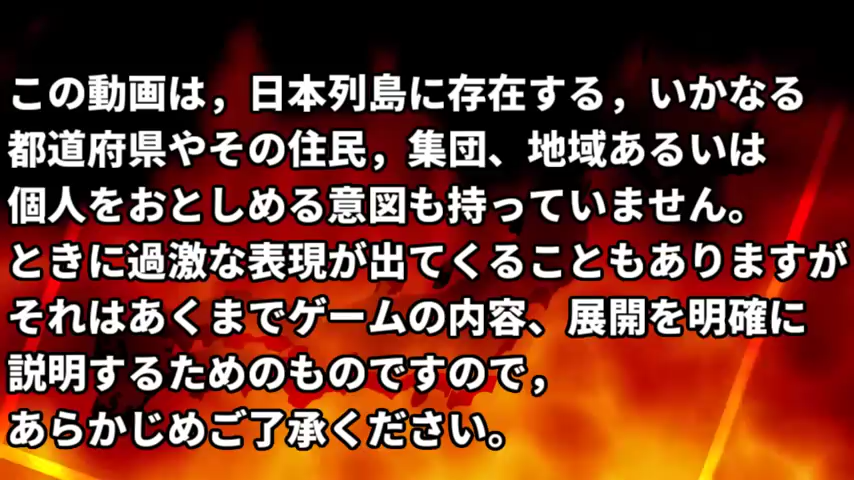 この動画は，日本列島に存在する，いかなる
都道府県やその住民，集団、地域あるいは
個人をおとしめる意図も持っていません。
ときに過激な表現が出てくることもありますが
それはあくまでゲームの内容、展開を明確に
説明するためのものですので，
あらかじめご了承ください。